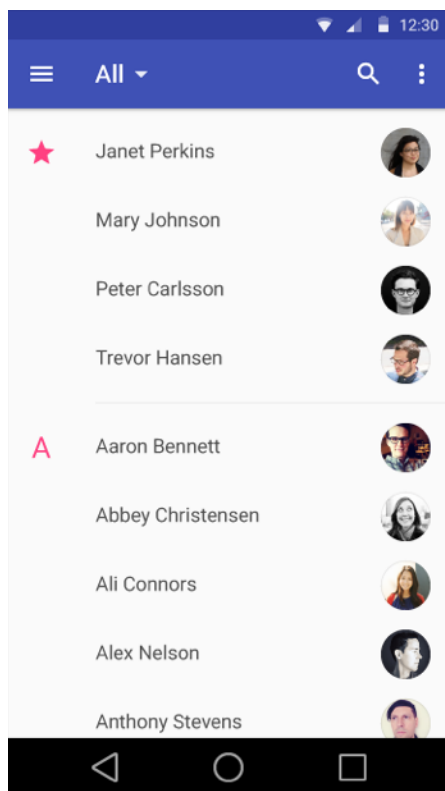 12:30
All
Janet Perkins
Mary Johnson
Peter Carlsson
Trevor Hansen
A
Aaron Bennett
Abbey Christensen
Ali Connors
Alex Nelson
Anthony Stevens